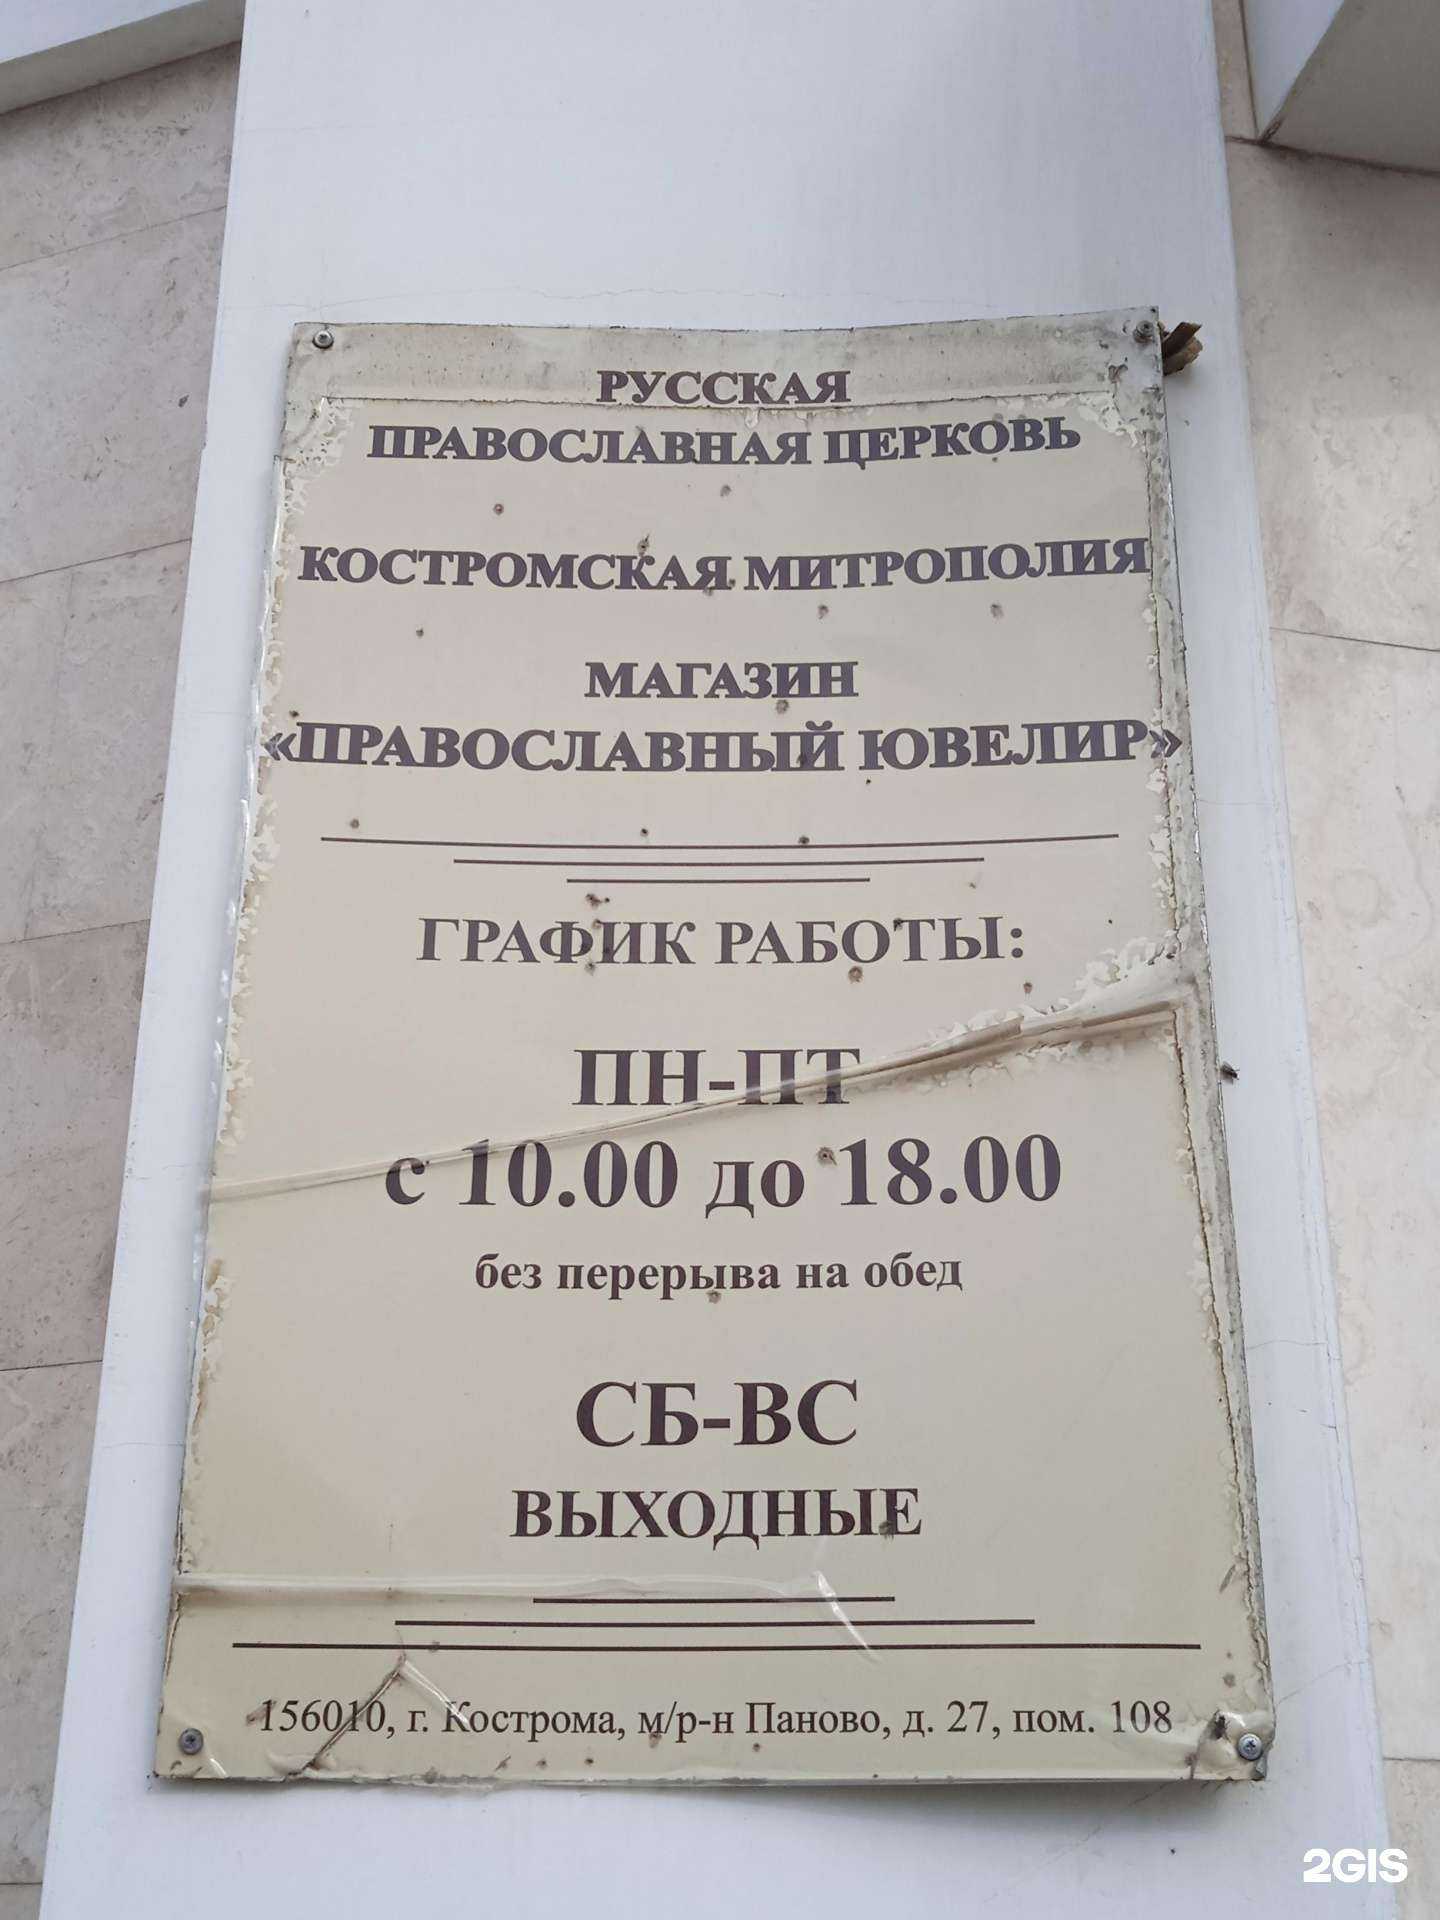 РУССКАЯ
ПРАВОСЛАВНАЯ ЦЕРКОВЬ
КОСТРОМСКАЯ МИТРОПОЛИЯ
МАГАЗИН
«ПРАВОСЛАВНЫЙ ЮВЕЛИР»
ГРАФИК РАБОТЫ:
ПН-ПТ
с 10.00 до 18.00
без перерыва на обед
СБ-ВС
ВЫХОДНЫЕ
156010, г. Кострома, м/р-н Паново, д. 27, пом. 108
2GIS